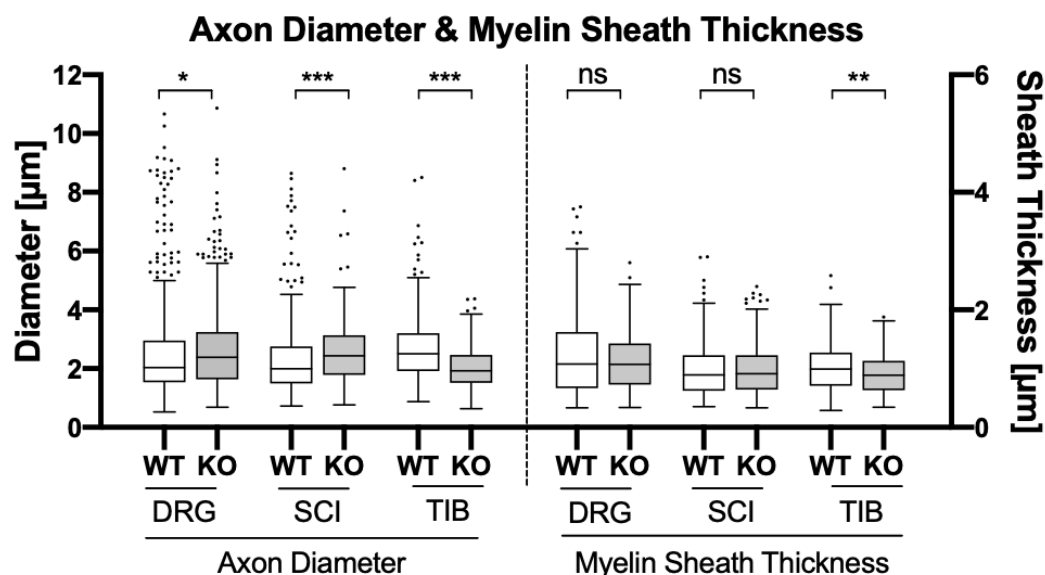 Axon Diameter & Myelin Sheath Thickness
Diameter [µm]
12
10
8
6
4
2
0
* *** *** ns ns **
6
4
2
0
Sheath Thickness [µm]
WT KO WT KO WT KO WT KO WT KO WT KO
DRG SCI TIB DRG SCI TIB
Axon Diameter Myelin Sheath Thickness